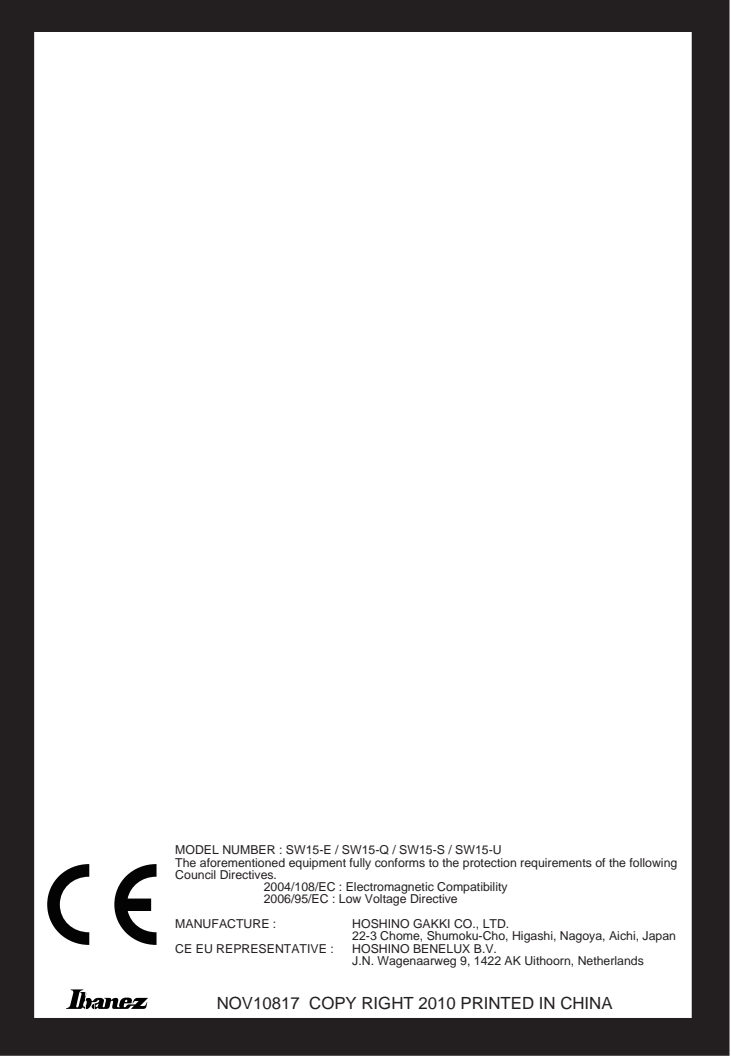 MODEL NUMBER : SW15-E / SW15-Q / SW15-S / SW15-U
The aforementioned equipment fully conforms to the protection requirements of the following
Council Directives.
2004/108/EC : Electromagnetic Compatibility
2006/95/EC : Low Voltage Directive
MANUFACTURE : HOSHINO GAKKI CO., LTD.
22-3 Chome, Shumoku-Cho, Higashi, Nagoya, Aichi, Japan
CE EU REPRESENTATIVE : HOSHINO BENELUX B.V.
J.N. Wagenaarweg 9, 1422 AK Uithoorn, Netherlands
CE
Ibanez NOV10817 COPY RIGHT 2010 PRINTED IN CHINA